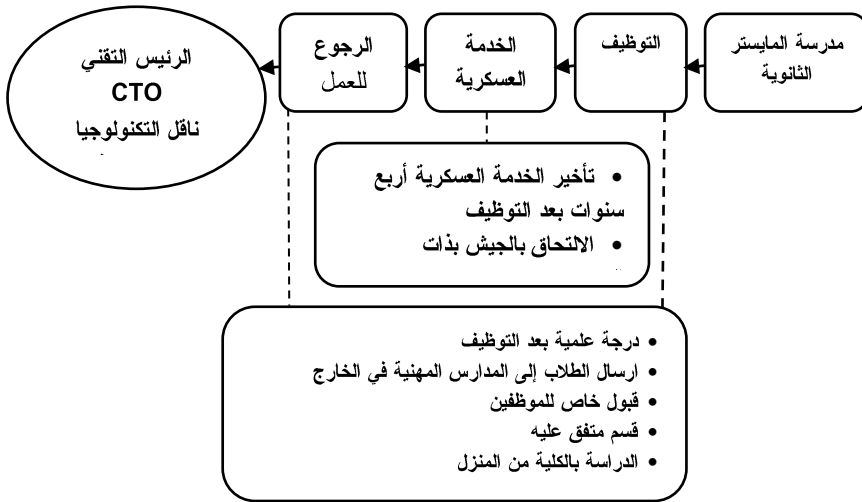 مدرسة المايستر
الثانوية
التوظيف
الخدمة
العسكرية
الرجوع
للعمل
الرئيس التقني
CTO
ناقل التكنولوجيا
• تأخير الخدمة العسكرية أربع
سنوات بعد التوظيف
• الالتحاق بالجيش بذات
• درجة علمية بعد التوظيف
• ارسال الطلاب إلى المدارس المهنية في الخارج
• قبول خاص للموظفين
• قسم متفق عليه
• الدراسة بالكلية من المنزل